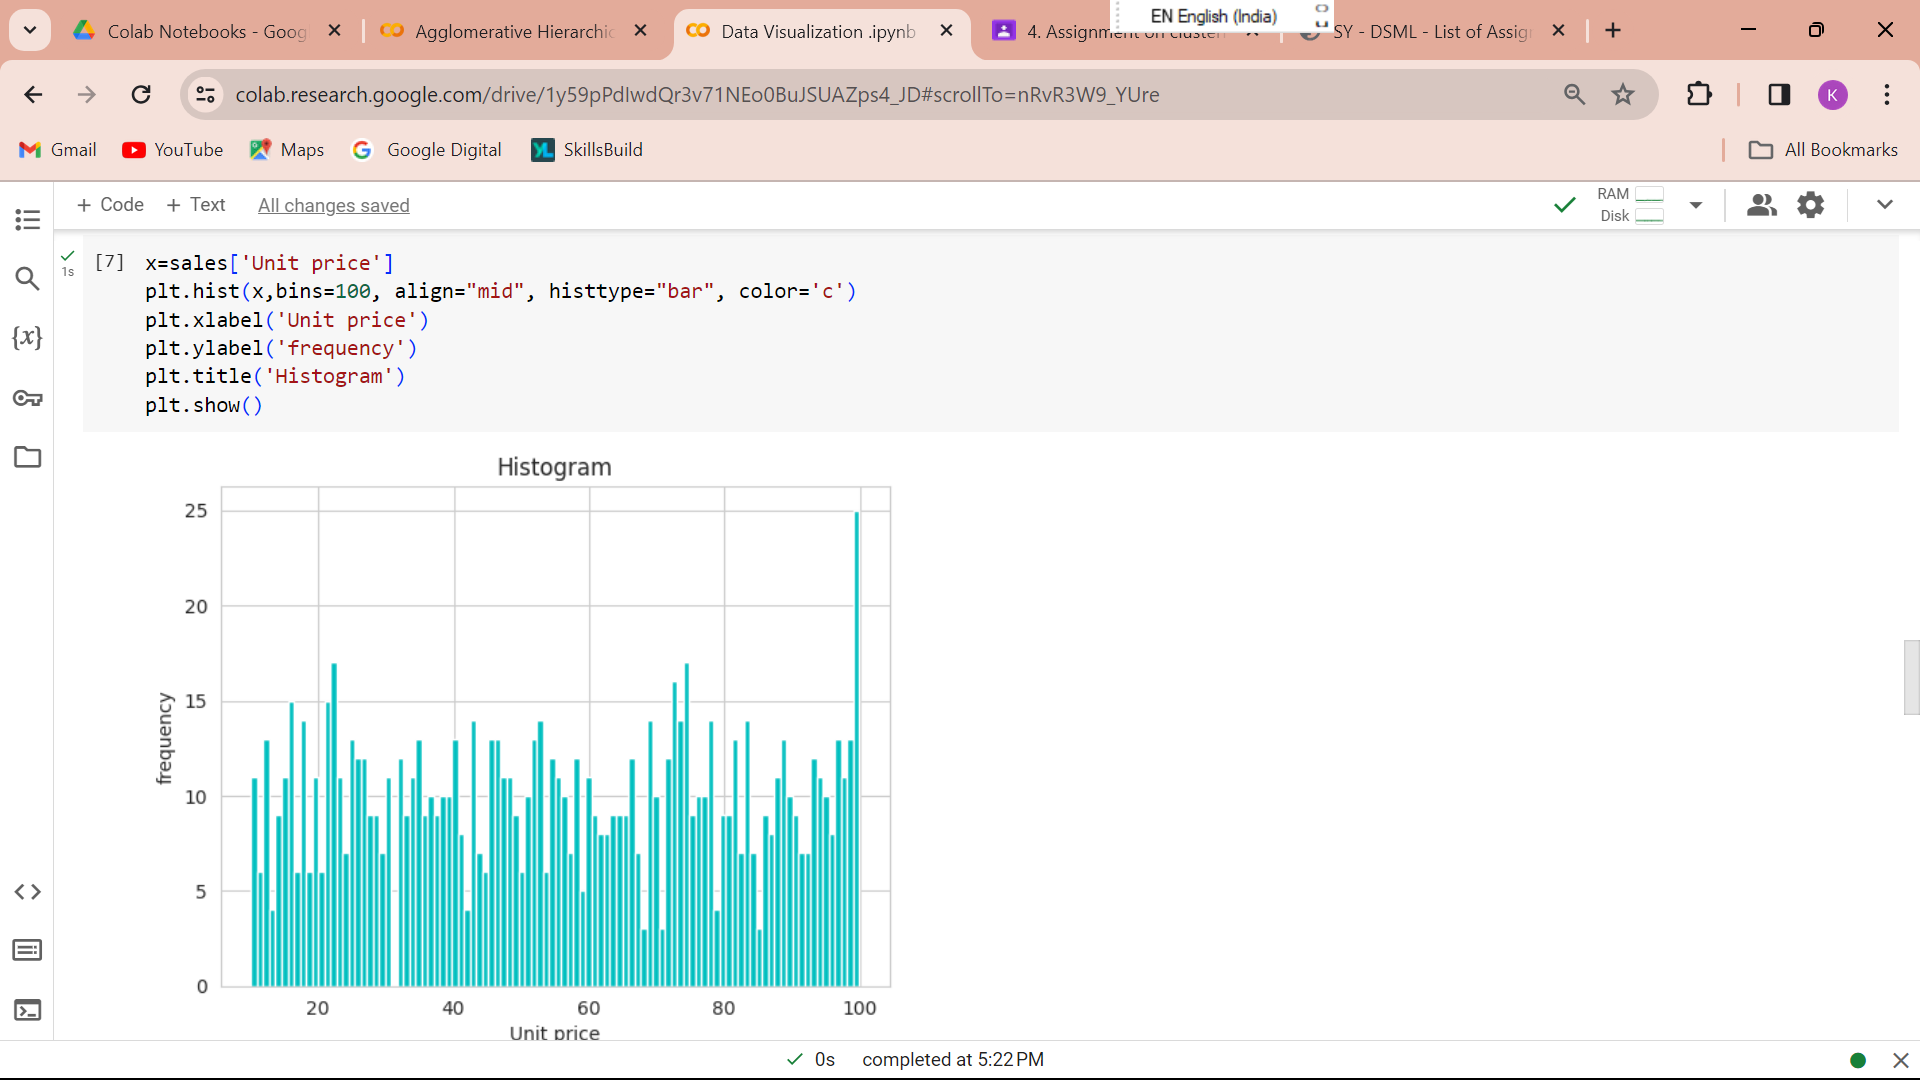 Colab Notebooks - Goog
Agglomerative Hierarchic
Data Visualization .ipynb
4. Assignment on Cluster
SY - DSML - List of Assig
EN English (India)
colab.research.google.com/drive/1y59pPdIwdQr3v71NEo0BuJSUAZps4_JD#scrollTo=nRvR3W9_YUre
K
Gmail
YouTube
Maps
Google Digital
SkillsBuild
All Bookmarks
+ Code
+ Text
All changes saved
RAM
Disk
1s
[7]
x=sales['Unit price']
plt.hist(x,bins=100, align="mid", histtype="bar", color='c')
plt.xlabel('Unit price')
plt.ylabel('frequency')
plt.title('Histogram')
plt.show()
{x}
Histogram
25
20
15
10
5
0
frequency
20 40 60 80 100
Unit price
0s completed at 5:22 PM